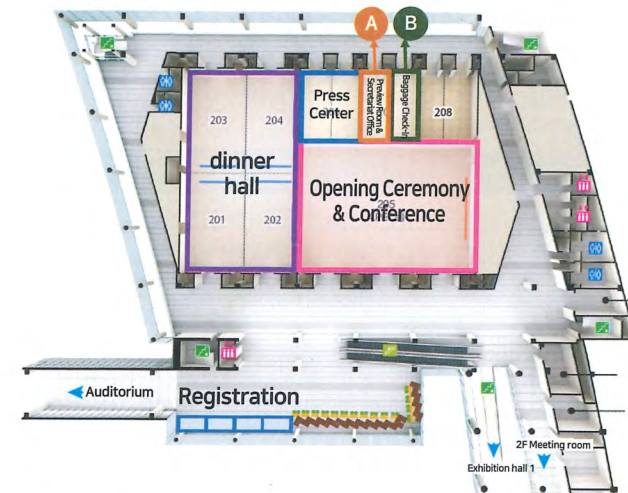 A
B
203
204
Press
Center
Preview Room &
Secretariat Office
Baggage Check-in
208
dinner
hall
Opening Ceremony
& Conference
205
201
202
Auditorium
Registration
2F Meeting room
Exhibition hall 1